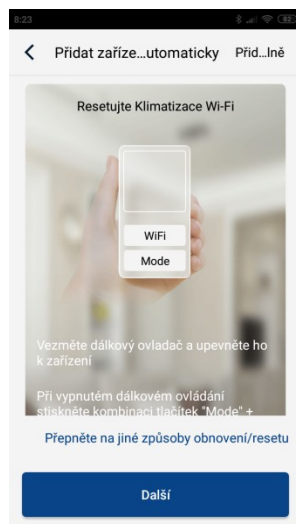 8:23
82
Přidat zaříze...utomaticky Přid...lně
Resetujte Klimatizace Wi-Fi
WiFi
Mode
Vezměte dálkový ovladač a upevněte ho
k zařízení
Při vypnutém dálkovém ovládání
stiskněte kombinaci tlačítek "Mode" +
Přepněte na jiné způsoby obnovení/resetu
Další